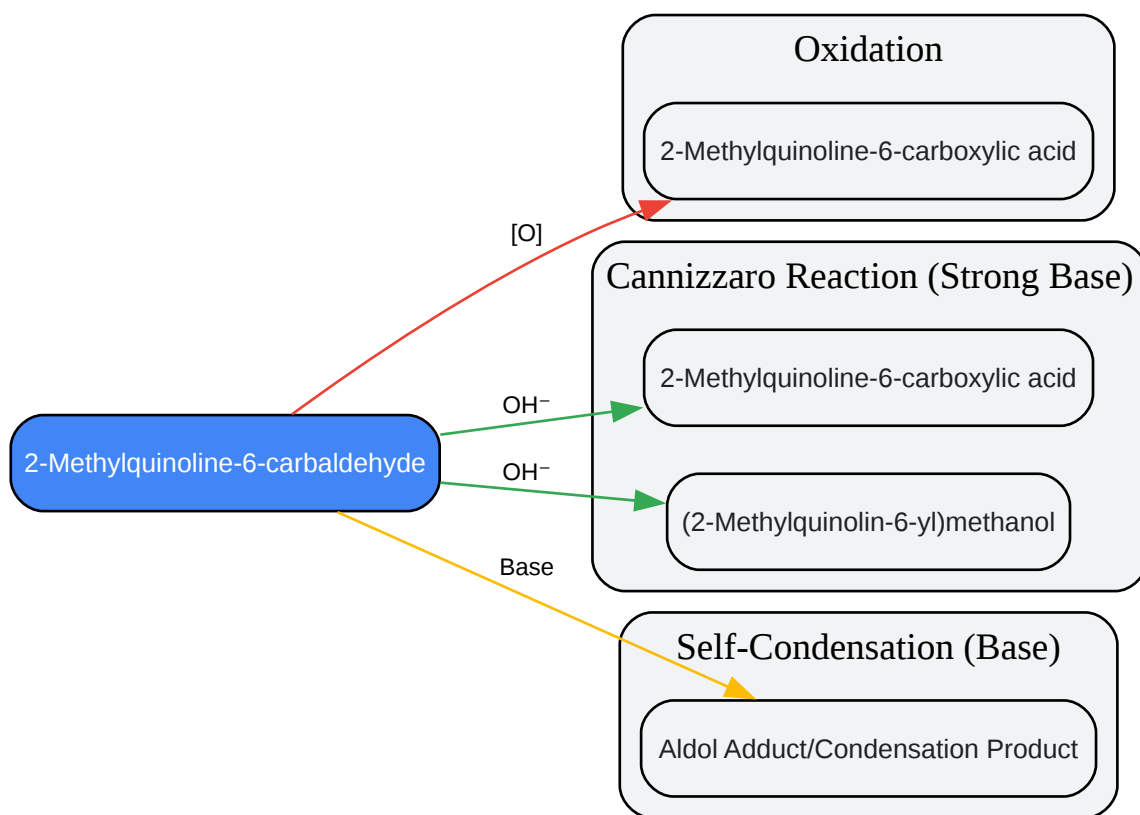 Oxidation
2-Methylquinoline-6-carboxylic acid
[O]
Cannizzaro Reaction (Strong Base)
2-Methylquinoline-6-carboxylic acid
OH⁻
2-Methylquinoline-6-carbaldehyde
OH⁻
(2-Methylquinolin-6-yl)methanol
Base
Self-Condensation (Base)
Aldol Adduct/Condensation Product